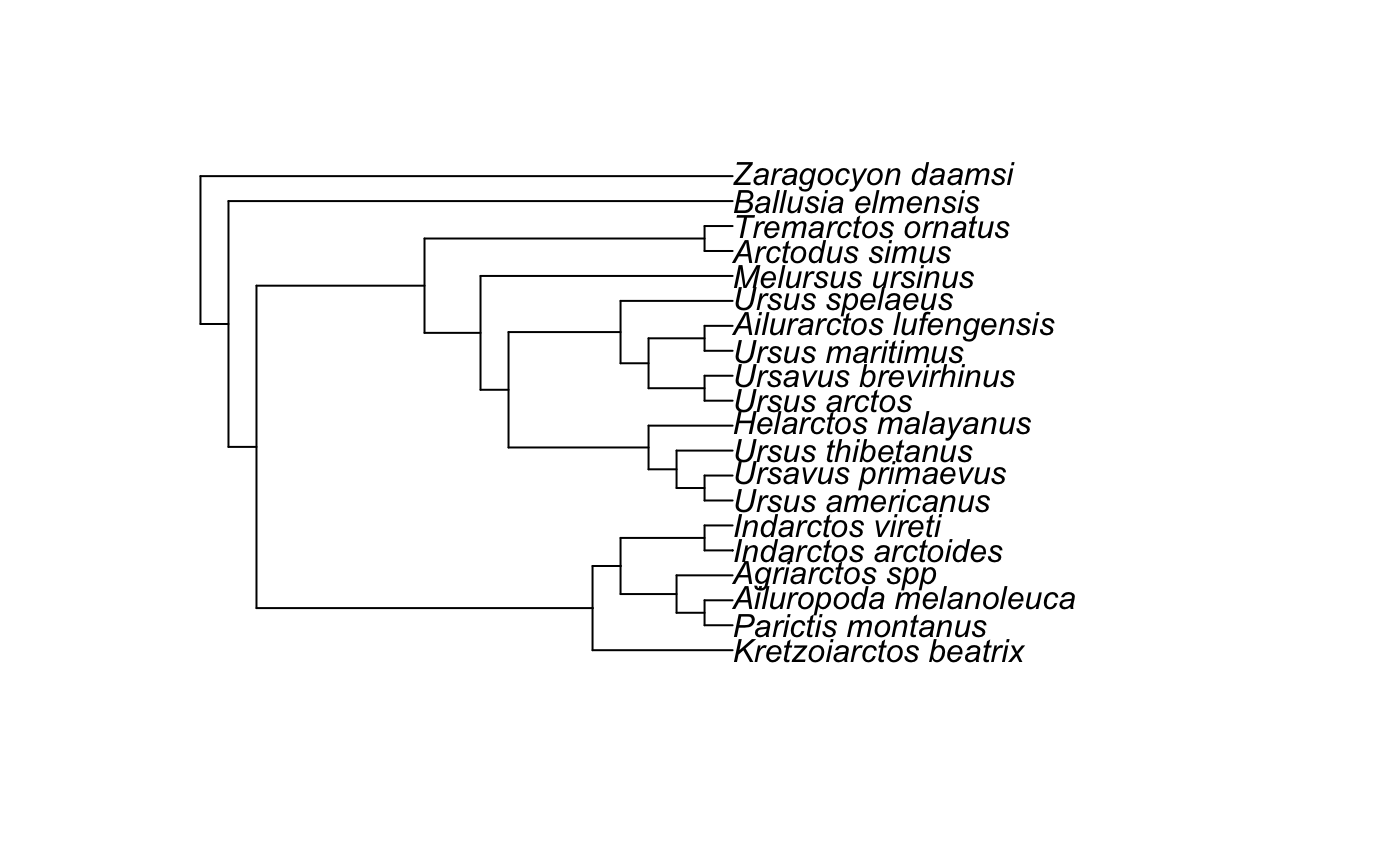 Zaragocyon daamsi
Ballusia elmensis
Tremarctos ornatus
Arctodus simus
Melursus ursinus
Ursus spelaeus
Ailurarctos lufengensis
Ursus maritimus
Ursavus brevirhinus
Ursus arctos
Helarctos malayanus
Ursus thibetanus
Ursavus primaevus
Ursus americanus
Indarctos vireti
Indarctos arctoides
Agriarctos spp
Ailuropoda melanoleuca
Parictis montanus
Kretzoiarctos beatrix